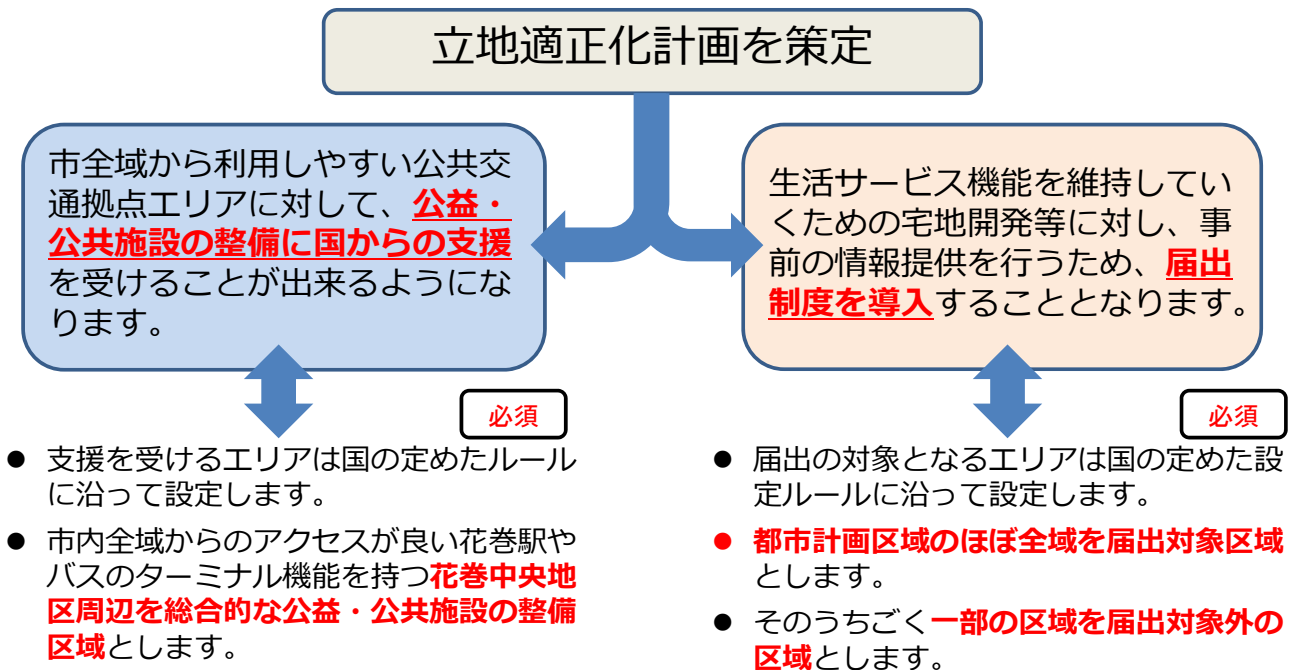 立地適正化計画を策定
市全域から利用しやすい公共交
通拠点エリアに対して、公益・
公共施設の整備に国からの支援
を受けることが出来るようにな
ります。
必須
● 支援を受けるエリアは国の定めたルール
に沿って設定します。
● 市内全域からのアクセスが良い花巻駅や
バスのターミナル機能を持つ花巻中央地
区周辺を総合的な公益・公共施設の整備
区域とします。
生活サービス機能を維持してい
くための宅地開発等に対し、事
前の情報提供を行うため、届出
制度を導入することとなります。
必須
● 届出の対象となるエリアは国の定めた設
定ルールに沿って設定します。
● 都市計画区域のほぼ全域を届出対象区域
とします。
● そのうちごく一部の区域を届出対象外の
区域とします。